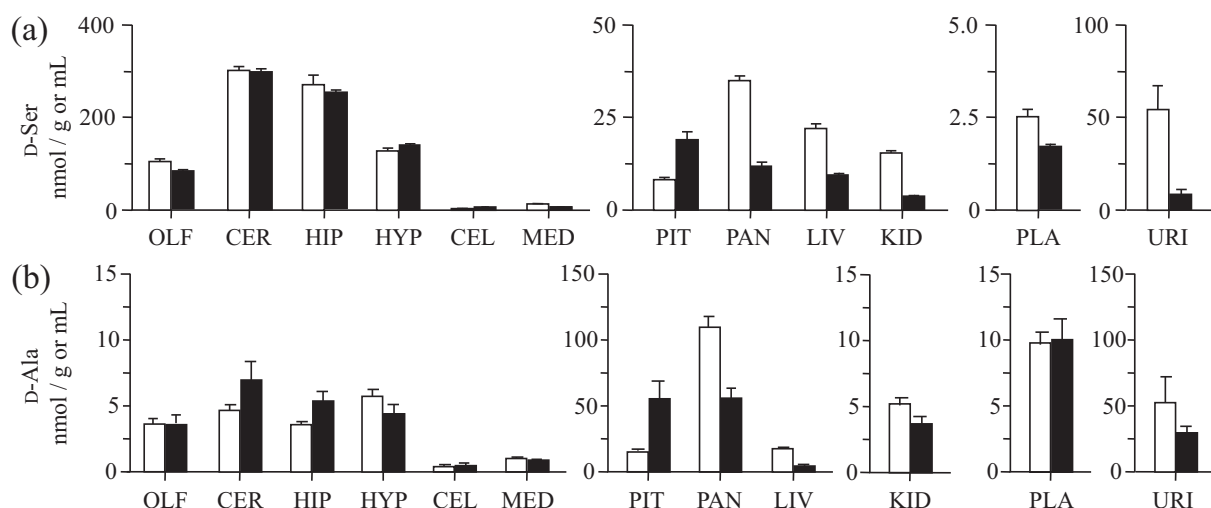 (a)
D-Ser
nmol / g or mL
400
200
0
OLF CER HIP HYP CEL MED
50
25
0
PIT PAN LIV KID
5.0
2.5
0
PLA
100
50
0
URI
(b)
D-Ala
nmol / g or mL
15
10
5
0
OLF CER HIP HYP CEL MED
150
100
50
0
PIT PAN LIV
15
10
5
0
KID
15
10
5
0
PLA
150
100
50
0
URI